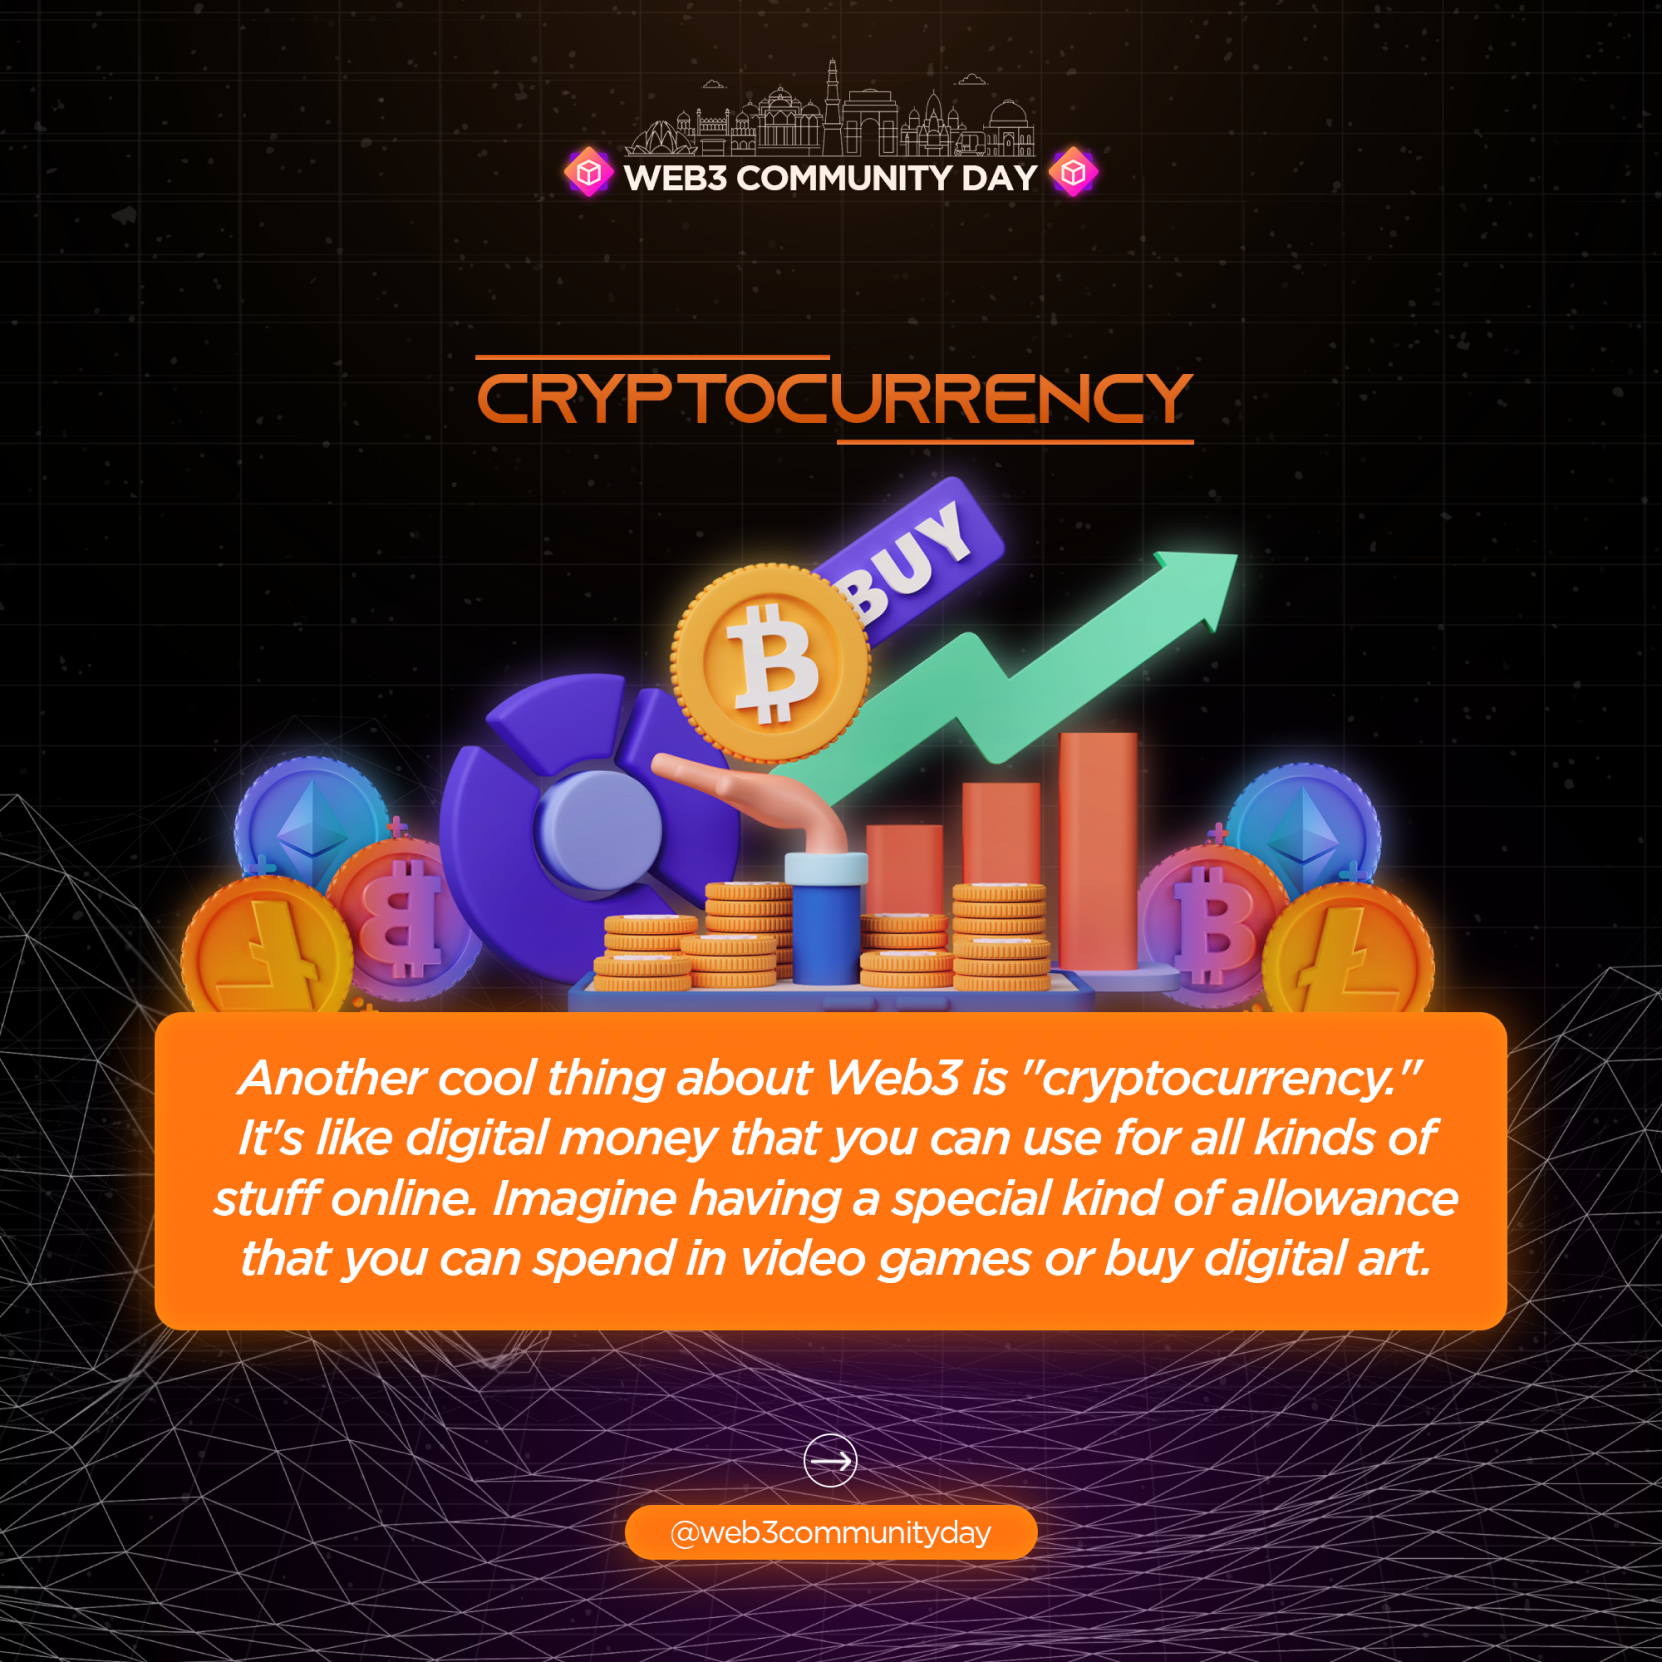 WEB3 COMMUNITY DAY
CRYPTOCURRENCY
BUY
Another cool thing about Web3 is "cryptocurrency."
It's like digital money that you can use for all kinds of
stuff online. Imagine having a special kind of allowance
that you can spend in video games or buy digital art.
@web3communityday